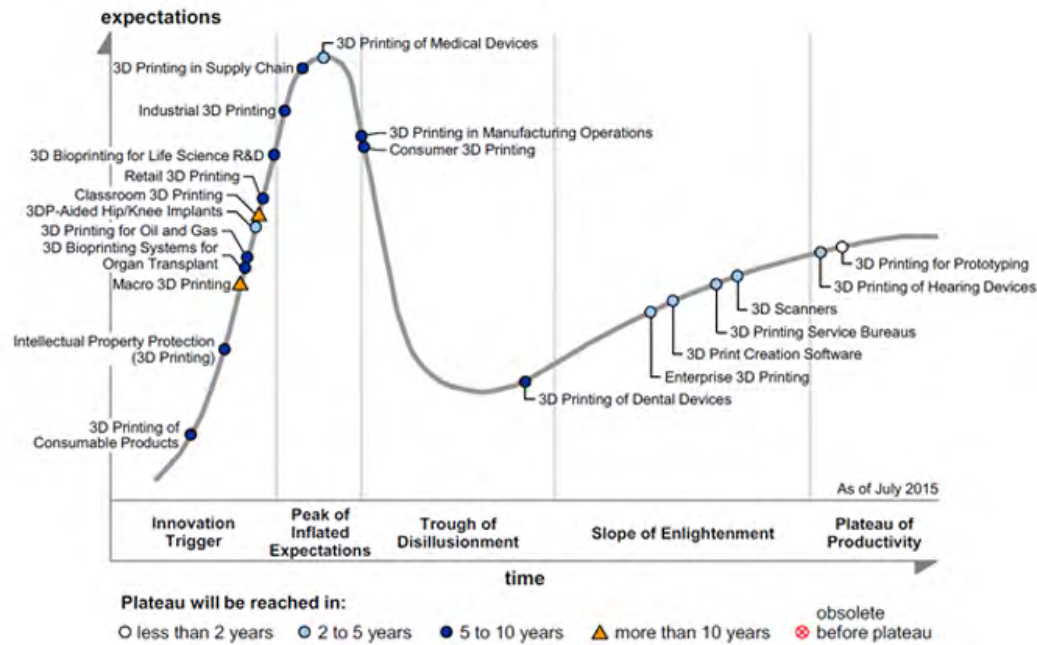 expectations
3D Printing of Medical Devices
3D Printing in Supply Chain
Industrial 3D Printing
3D Printing in Manufacturing Operations
Consumer 3D Printing
3D Bioprinting for Life Science R&D
Retail 3D Printing
Classroom 3D Printing
3DP-Aided Hip/Knee Implants
3D Printing for Oil and Gas
3D Bioprinting Systems for
Organ Transplant
Macro 3D Printing
3D Printing for Prototyping
3D Printing of Hearing Devices
3D Scanners
3D Printing Service Bureaus
3D Print Creation Software
Enterprise 3D Printing
Intellectual Property Protection
(3D Printing)
3D Printing of Dental Devices
3D Printing of
Consumable Products
As of July 2015
Innovation
Trigger
Peak of
Inflated
Expectations
Trough of
Disillusionment
Slope of Enlightenment
Plateau of
Productivity
time
Plateau will be reached in:
less than 2 years
2 to 5 years
5 to 10 years
more than 10 years
obsolete
before plateau